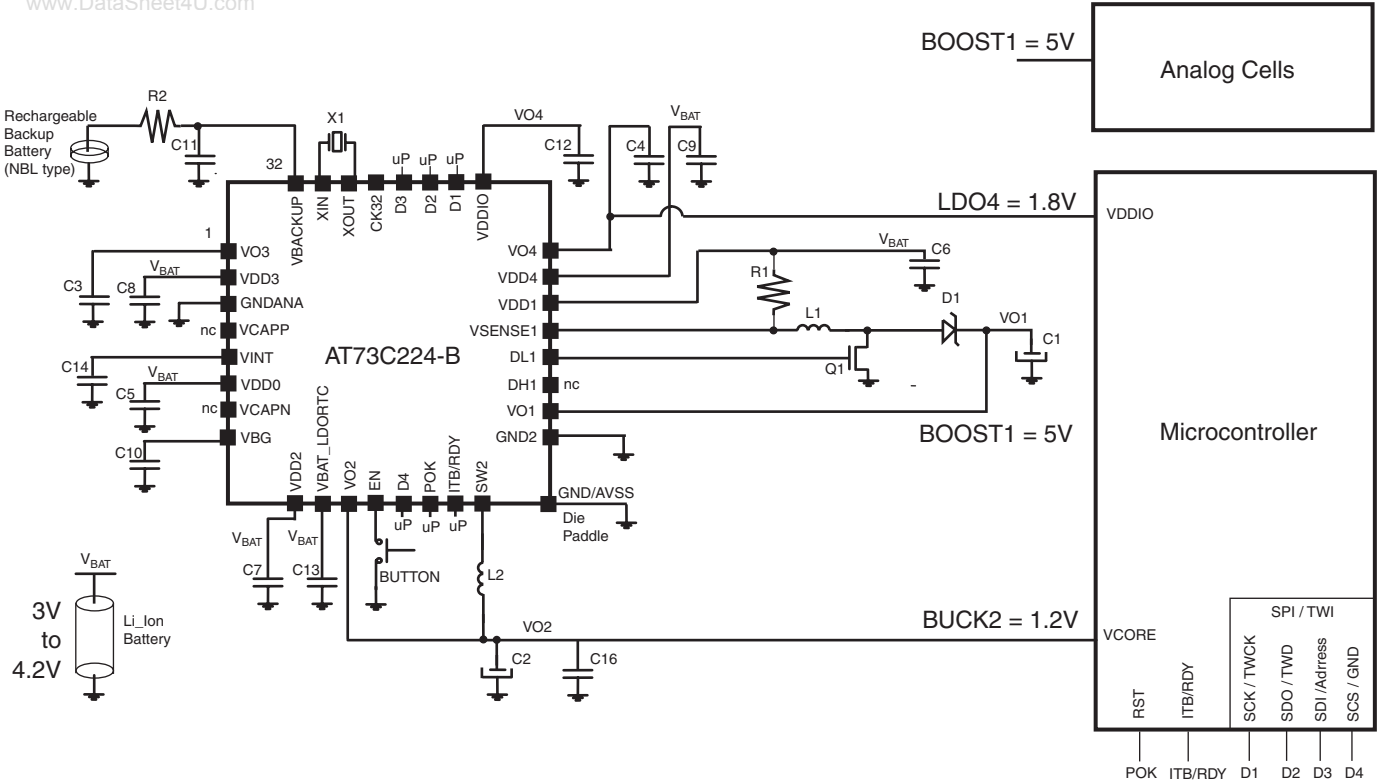 www.DataSheet4U.com
BOOST1 = 5V
Analog Cells
Rechargeable
Backup
Battery
(NBL type)
R2
C11
X1
VO4
C12
C4
VBAT
C9
32
uP
uP
uP
VBACKUP
XIN
XOUT
CK32
D3
D2
D1
VDDIO
LDO4 = 1.8V
VDDIO
1
VO3
VDD3
GNDANA
nc
VCAPP
VINT
VDD0
nc
VCAPN
VBG
C3
VBAT
C8
C14
VBAT
C5
C10
AT73C224-B
VO4
VDD4
VDD1
VSENSE1
DL1
DH1
nc
VO1
GND2
VBAT
C6
R1
L1
D1
VO1
C1
Q1
BOOST1 = 5V
Microcontroller
VDD2
VBAT_LDORTC
VO2
EN
D4
POK
ITB/RDY
SW2
GND/AVSS
Die
Paddle
uP
uP
uP
VBAT
C7
VBAT
C13
BUTTON
L2
VBAT
3V
to
4.2V
Li_Ion
Battery
VO2
C2
C16
BUCK2 = 1.2V
VCORE
SPI / TWI
RST
ITB/RDY
SCK / TWCK
SDO / TWD
SDI /Adrress
SCS / GND
POK
ITB/RDY
D1
D2
D3
D4